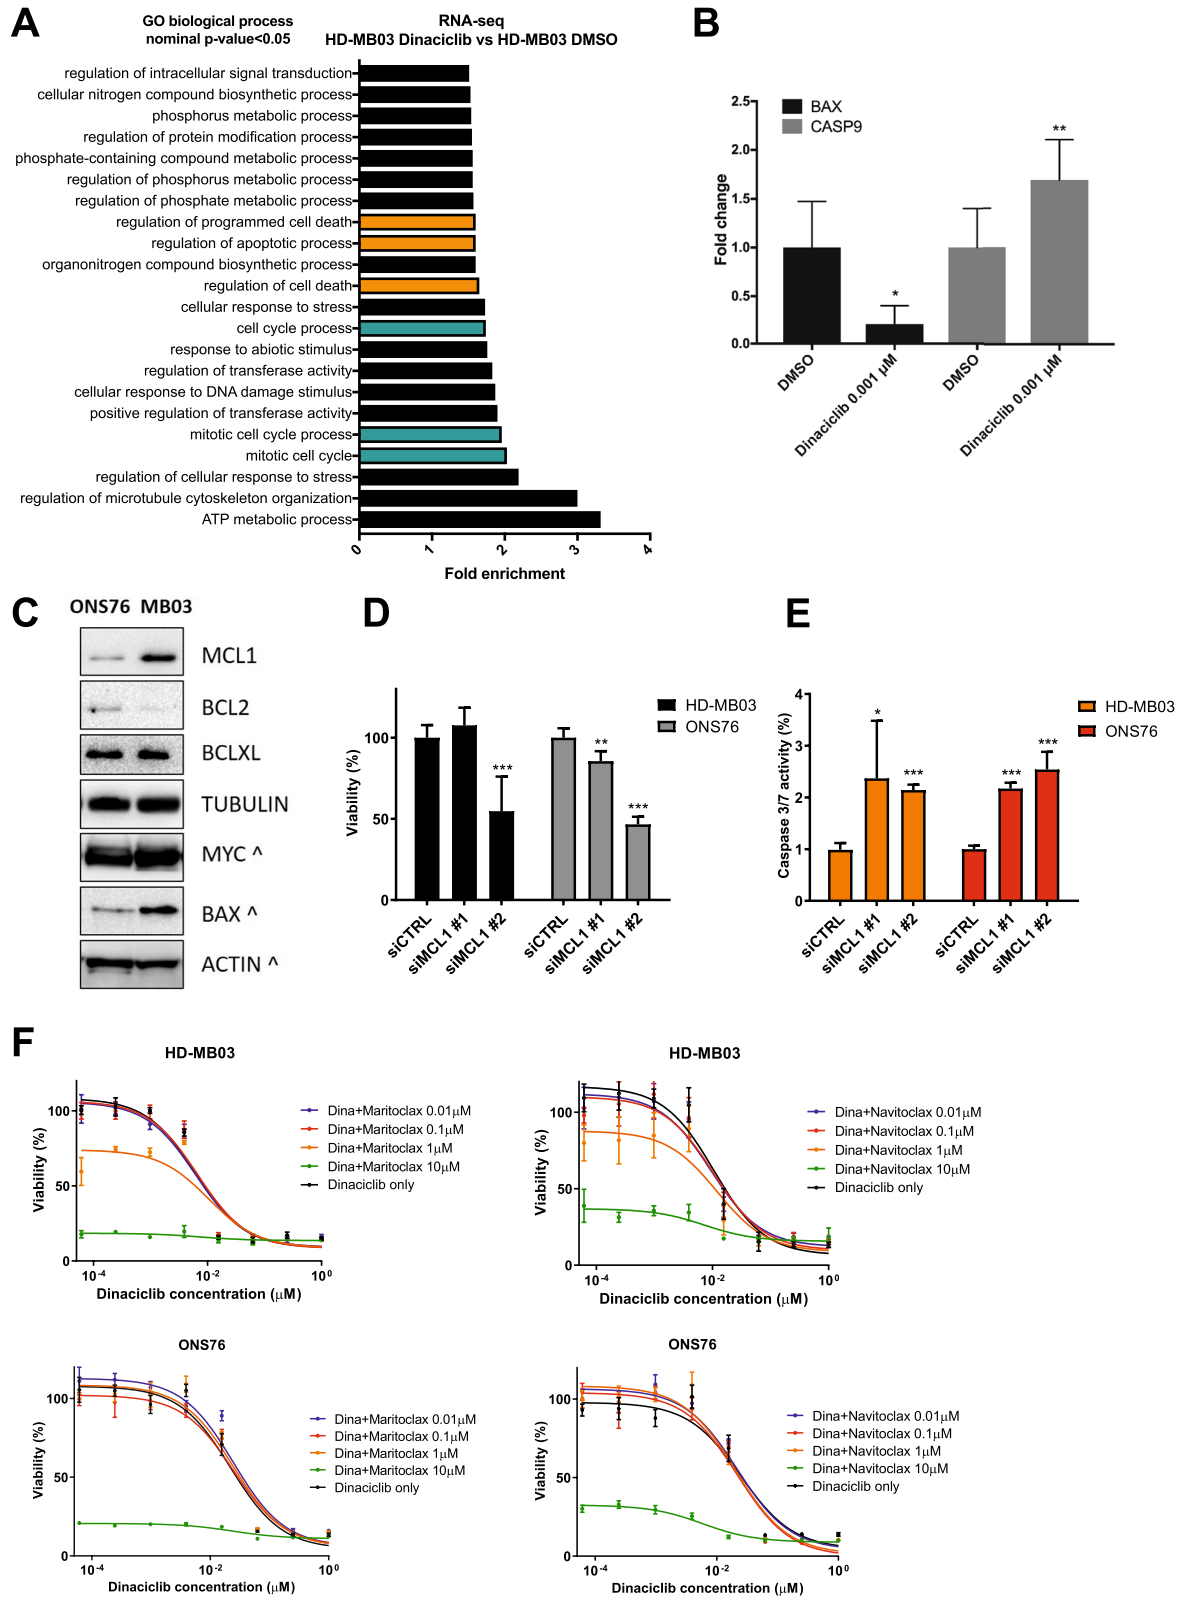 A
GO biological process
nominal p-value<0.05
RNA-seq
HD-MB03 Dinaciclib vs HD-MB03 DMSO
regulation of intracellular signal transduction
cellular nitrogen compound biosynthetic process
phosphorus metabolic process
regulation of protein modification process
phosphate-containing compound metabolic process
regulation of phosphorus metabolic process
regulation of phosphate metabolic process
regulation of programmed cell death
regulation of apoptotic process
organonitrogen compound biosynthetic process
regulation of cell death
cellular response to stress
cell cycle process
response to abiotic stimulus
regulation of transferase activity
cellular response to DNA damage stimulus
positive regulation of transferase activity
mitotic cell cycle process
mitotic cell cycle
regulation of cellular response to stress
regulation of microtubule cytoskeleton organization
ATP metabolic process
0 1 2 3 4
Fold enrichment
B
BAX
CASP9
Fold change
2.5
2.0
1.5
1.0
0.5
0.0
*
**
DMSO
Dinaciclib 0.001 µM
DMSO
Dinaciclib 0.001 µM
C
ONS76 MB03
MCL1
BCL2
BCLXL
TUBULIN
MYC ^
BAX ^
ACTIN ^
D
HD-MB03
ONS76
Viability (%)
100
50
0
***
**
***
siCTRL
siMCL1 #1
siMCL1 #2
siCTRL
siMCL1 #1
siMCL1 #2
E
HD-MB03
ONS76
Caspase 3/7 activity (%)
4
3
2
1
0
*
***
***
***
siCTRL
siMCL1 #1
siMCL1 #2
siCTRL
siMCL1 #1
siMCL1 #2
F
HD-MB03
Viability (%)
100
50
0
10-4 10-2 100
Dinaciclib concentration (µM)
Dina+Maritoclax 0.01µM
Dina+Maritoclax 0.1µM
Dina+Maritoclax 1µM
Dina+Maritoclax 10µM
Dinaciclib only
HD-MB03
Viability (%)
100
50
0
10-4 10-2 100
Dinaciclib concentration (µM)
Dina+Navitoclax 0.01µM
Dina+Navitoclax 0.1µM
Dina+Navitoclax 1µM
Dina+Navitoclax 10µM
Dinaciclib only
ONS76
Viability (%)
100
50
0
10-4 10-2 100
Dinaciclib concentration (µM)
Dina+Maritoclax 0.01µM
Dina+Maritoclax 0.1µM
Dina+Maritoclax 1µM
Dina+Maritoclax 10µM
Dinaciclib only
ONS76
Viability (%)
100
50
0
10-4 10-2 100
Dinaciclib concentration (µM)
Dina+Navitoclax 0.01µM
Dina+Navitoclax 0.1µM
Dina+Navitoclax 1µM
Dina+Navitoclax 10µM
Dinaciclib only